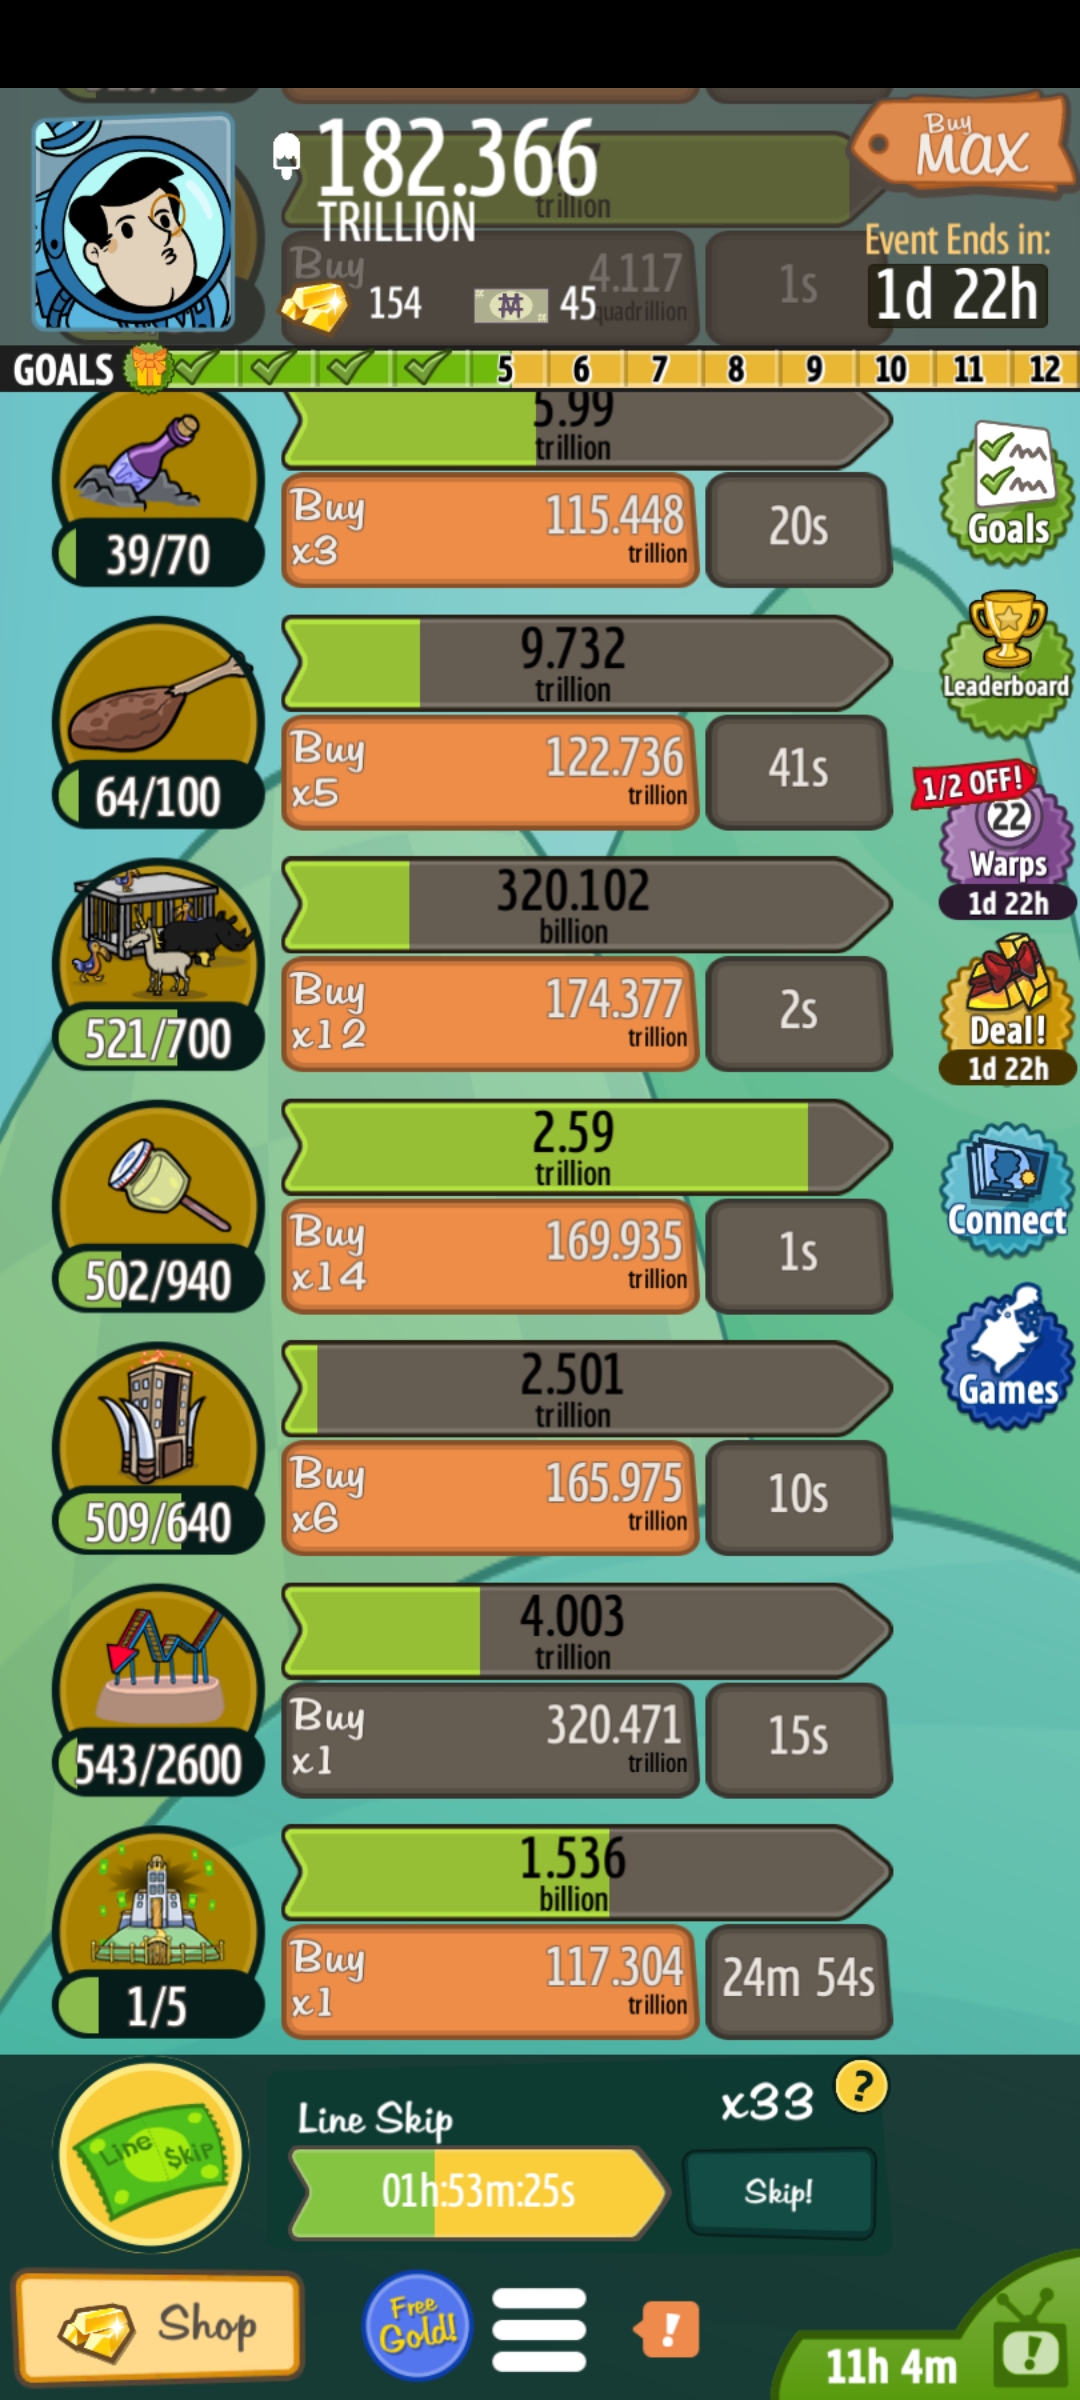 182.366
TRILLION
trillion
Buy
MAX
Event Ends in:
1d 22h
Buy
4.117
quadrillion
1s
154
45
GOALS
5
6
7
8
9
10
11
12
5.99
trillion
Buy
x3
115.448
trillion
20s
39/70
Goals
9.732
trillion
Buy
x5
122.736
trillion
41s
64/100
Leaderboard
1/2 OFF!
22
Warps
1d 22h
320.102
billion
Buy
x12
174.377
trillion
2s
521/700
Deal!
1d 22h
2.59
trillion
Buy
x14
169.935
trillion
1s
502/940
Connect
2.501
trillion
Buy
x6
165.975
trillion
10s
509/640
Games
4.003
trillion
Buy
x1
320.471
trillion
15s
543/2600
1.536
billion
Buy
x1
117.304
trillion
24m 54s
1/5
Line $kip
Line Skip
x33
?
01h:53m:25s
Skip!
Shop
Free
Gold!
!
11h 4m
!